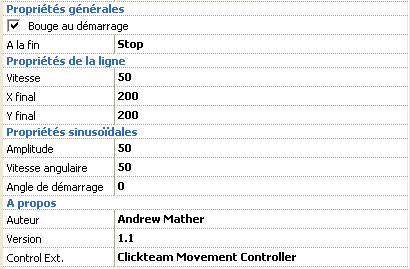 Propriétés générales
Bouge au démarrage
A la fin Stop
Propriétés de la ligne
Vitesse 50
X final 200
Y final 200
Propriétés sinusoïdales
Amplitude 50
Vitesse angulaire 50
Angle de démarrage 0
A propos
Auteur Andrew Mather
Version 1.1
Control Ext. Clickteam Movement Controller